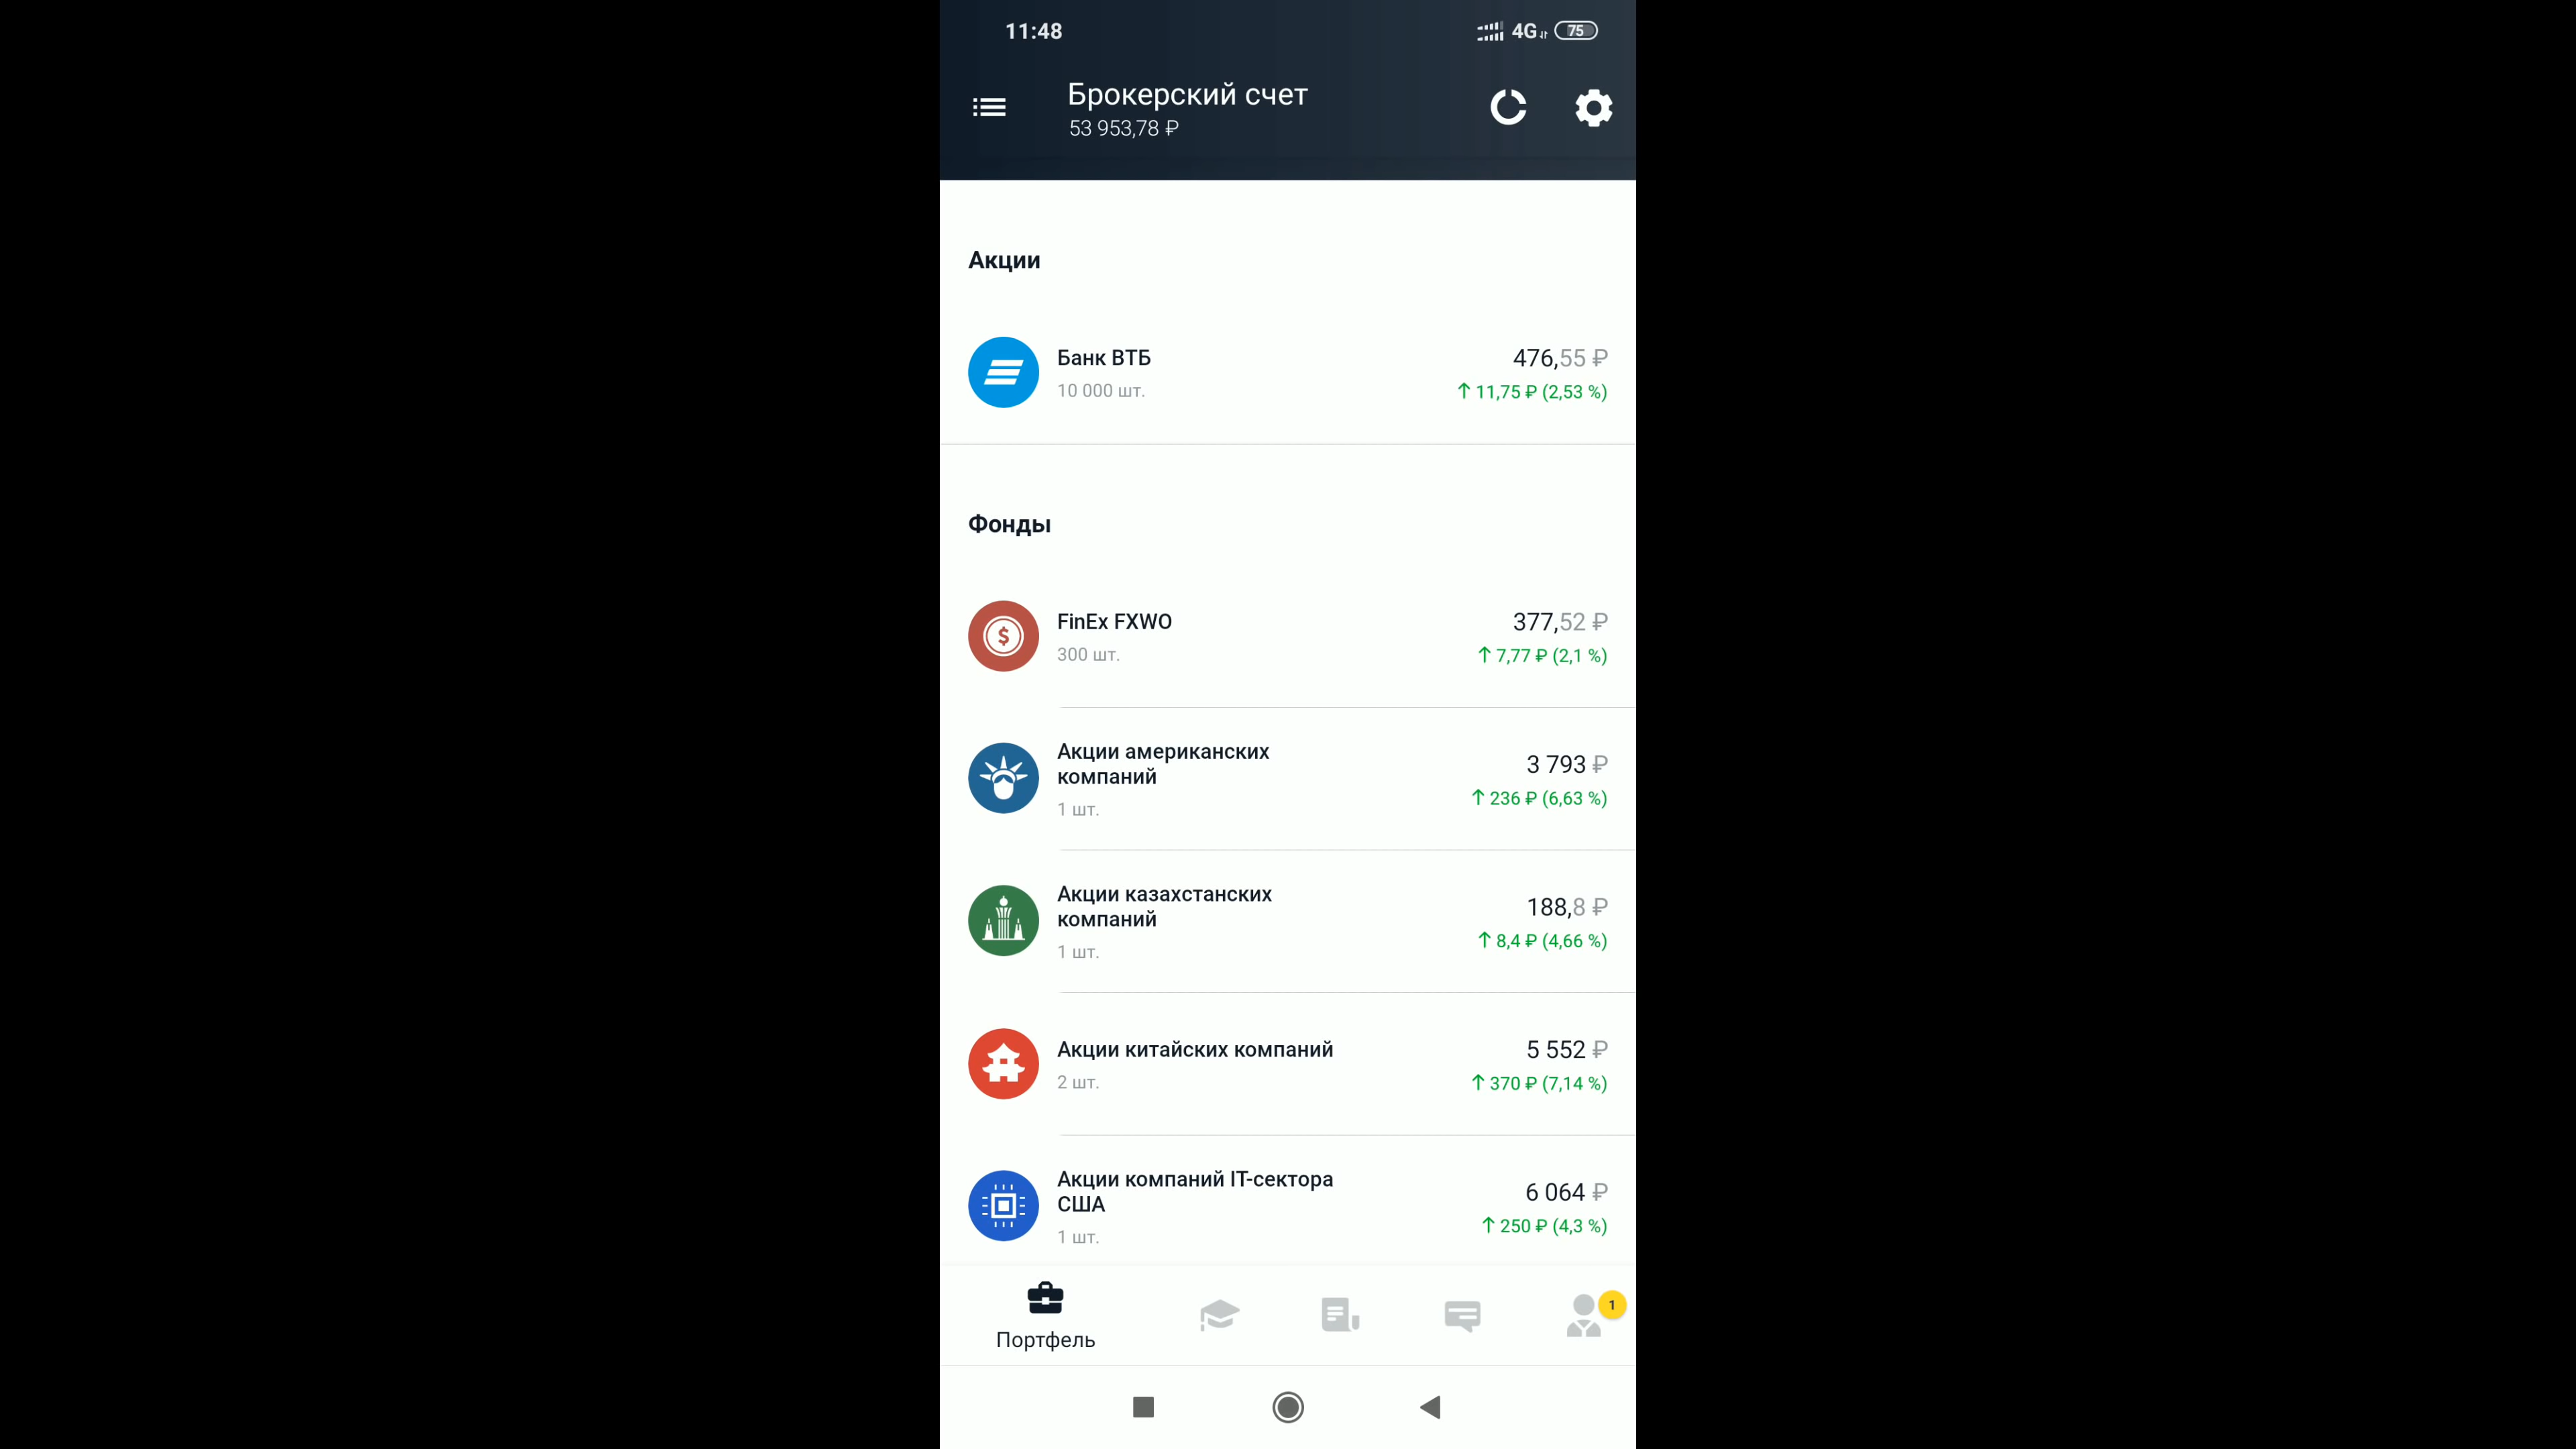 11:48
4G
75
Брокерский счет
53 953,78 ₽
Акции
Банк ВТБ
476,55 ₽
10 000 шт.
↑ 11,75 ₽ (2,53 %)
Фонды
$
FinEx FXWO
377,52 ₽
300 шт.
↑ 7,77 ₽ (2,1 %)
Акции американских
компаний
3 793 ₽
1 шт.
↑ 236 ₽ (6,63 %)
Акции казахстанских
компаний
188,8 ₽
1 шт.
↑ 8,4 ₽ (4,66 %)
Акции китайских компаний
5 552 ₽
2 шт.
↑ 370 ₽ (7,14 %)
Акции компаний IT-сектора
США
6 064 ₽
1 шт.
↑ 250 ₽ (4,3 %)
1
Портфель